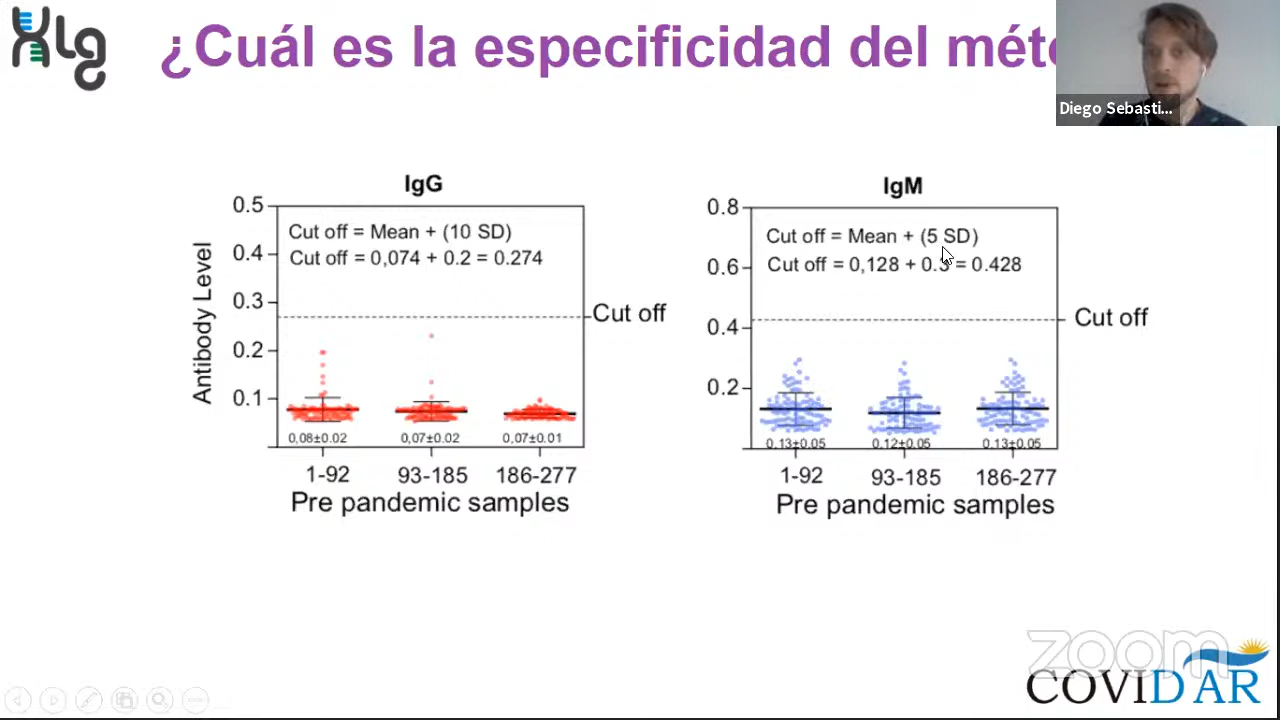 XLg
¿Cuál es la especificidad del
Diego Sebasti...
IgG
0.5
0.4
0.3
0.2
0.1
Antibody Level
Cut off = Mean + (10 SD)
Cut off = 0,074 + 0.2 = 0.274
Cut off
0,08±0.02
0,07±0.02
0,07±0.01
1-92
93-185
186-277
Pre pandemic samples
IgM
0.8
0.6
0.4
0.2
Cut off = Mean + (5 SD)
Cut off = 0,128 + 0.3 = 0.428
Cut off
0.13±0.05
0.12±0.05
0.13±0.05
1-92
93-185
186-277
Pre pandemic samples
zoom
COVIDAR